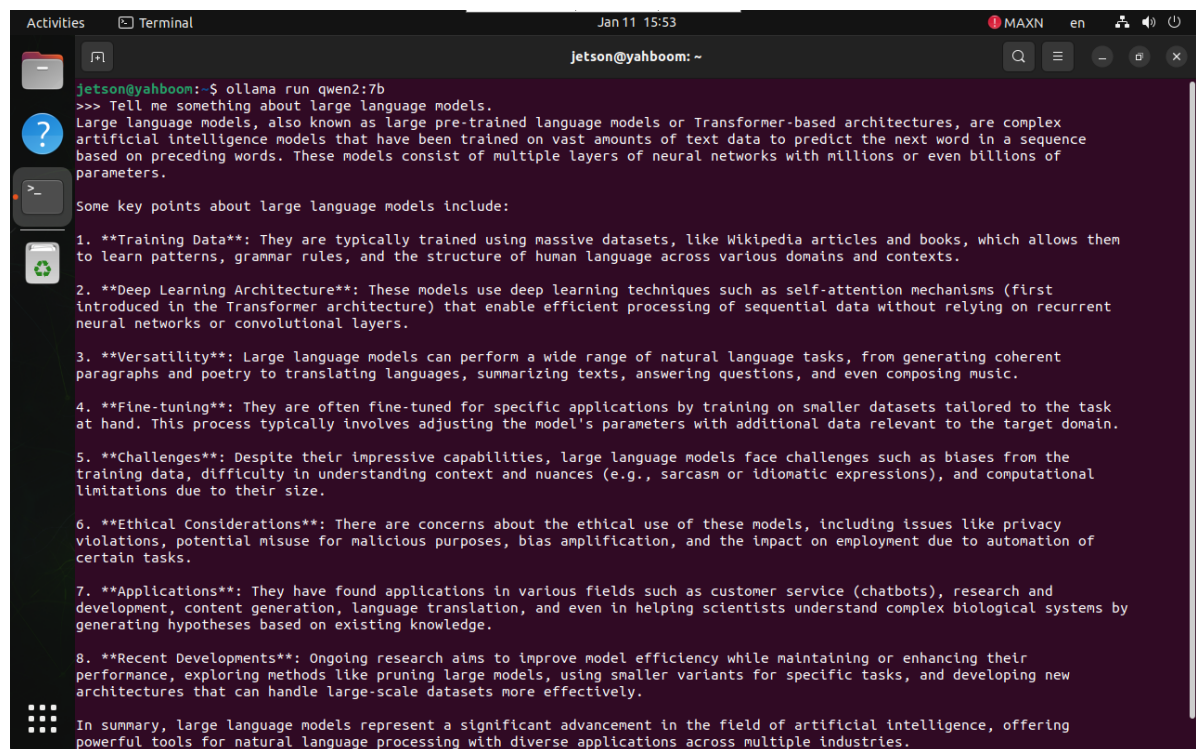 Activities
Terminal
Jan 11 15:53
MAXN
en
jetson@yahboom: ~
jetson@yahboom:~$ ollama run qwen2:7b
>>> Tell me something about large language models.
Large language models, also known as large pre-trained language models or Transformer-based architectures, are complex
artificial intelligence models that have been trained on vast amounts of text data to predict the next word in a sequence
based on preceding words. These models consist of multiple layers of neural networks with millions or even billions of
parameters.
Some key points about large language models include:
1. **Training Data**: They are typically trained using massive datasets, like Wikipedia articles and books, which allows them
to learn patterns, grammar rules, and the structure of human language across various domains and contexts.
2. **Deep Learning Architecture**: These models use deep learning techniques such as self-attention mechanisms (first
introduced in the Transformer architecture) that enable efficient processing of sequential data without relying on recurrent
neural networks or convolutional layers.
3. **Versatility**: Large language models can perform a wide range of natural language tasks, from generating coherent
paragraphs and poetry to translating languages, summarizing texts, answering questions, and even composing music.
4. **Fine-tuning**: They are often fine-tuned for specific applications by training on smaller datasets tailored to the task
at hand. This process typically involves adjusting the model's parameters with additional data relevant to the target domain.
5. **Challenges**: Despite their impressive capabilities, large language models face challenges such as biases from the
training data, difficulty in understanding context and nuances (e.g., sarcasm or idiomatic expressions), and computational
limitations due to their size.
6. **Ethical Considerations**: There are concerns about the ethical use of these models, including issues like privacy
violations, potential misuse for malicious purposes, bias amplification, and the impact on employment due to automation of
certain tasks.
7. **Applications**: They have found applications in various fields such as customer service (chatbots), research and
development, content generation, language translation, and even in helping scientists understand complex biological systems by
generating hypotheses based on existing knowledge.
8. **Recent Developments**: Ongoing research aims to improve model efficiency while maintaining or enhancing their
performance, exploring methods like pruning large models, using smaller variants for specific tasks, and developing new
architectures that can handle large-scale datasets more effectively.
In summary, large language models represent a significant advancement in the field of artificial intelligence, offering
powerful tools for natural language processing with diverse applications across multiple industries.